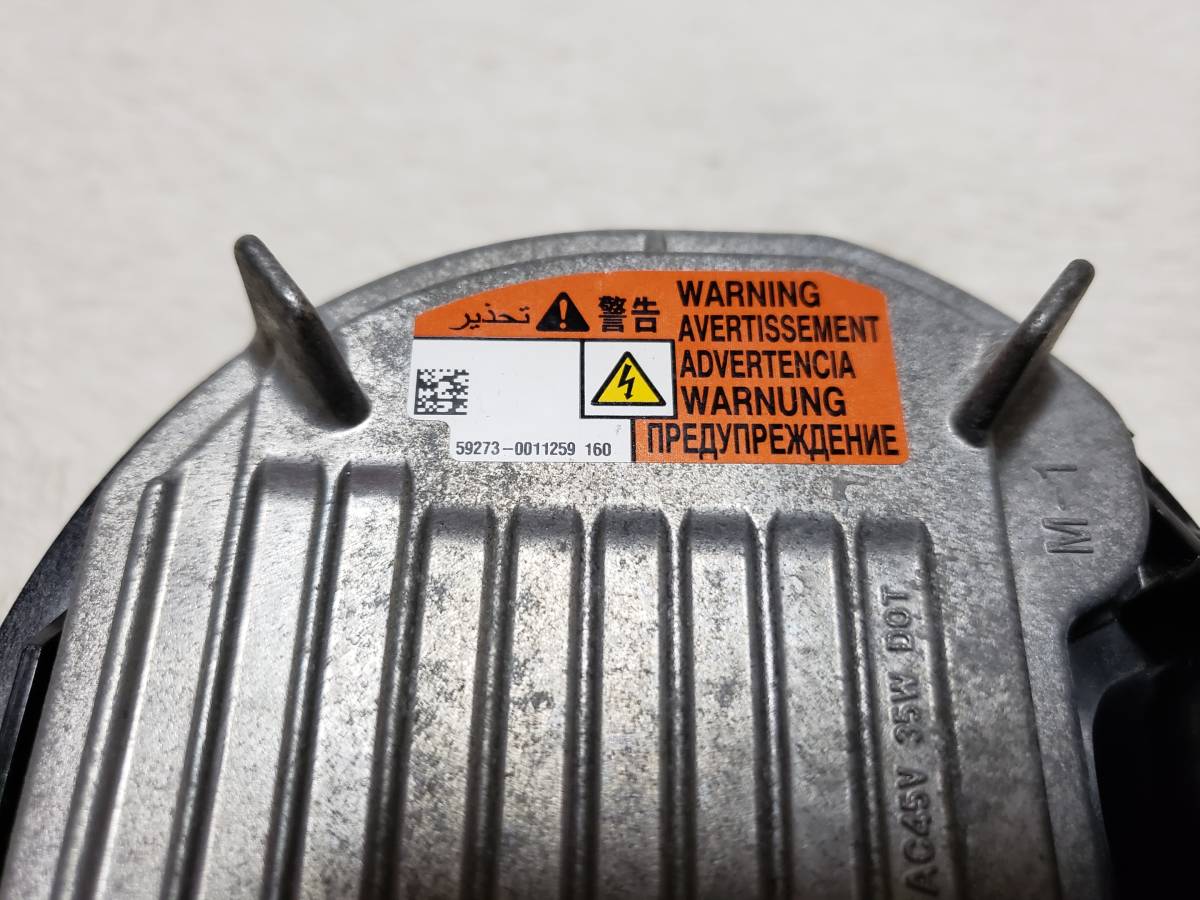 تحذير
警告
WARNING
AVERTISSEMENT
ADVERTENCIA
WARNUNG
ПРЕДУПРЕЖДЕНИЕ
59273-0011259 160
M-1
AC45V 35W DOT